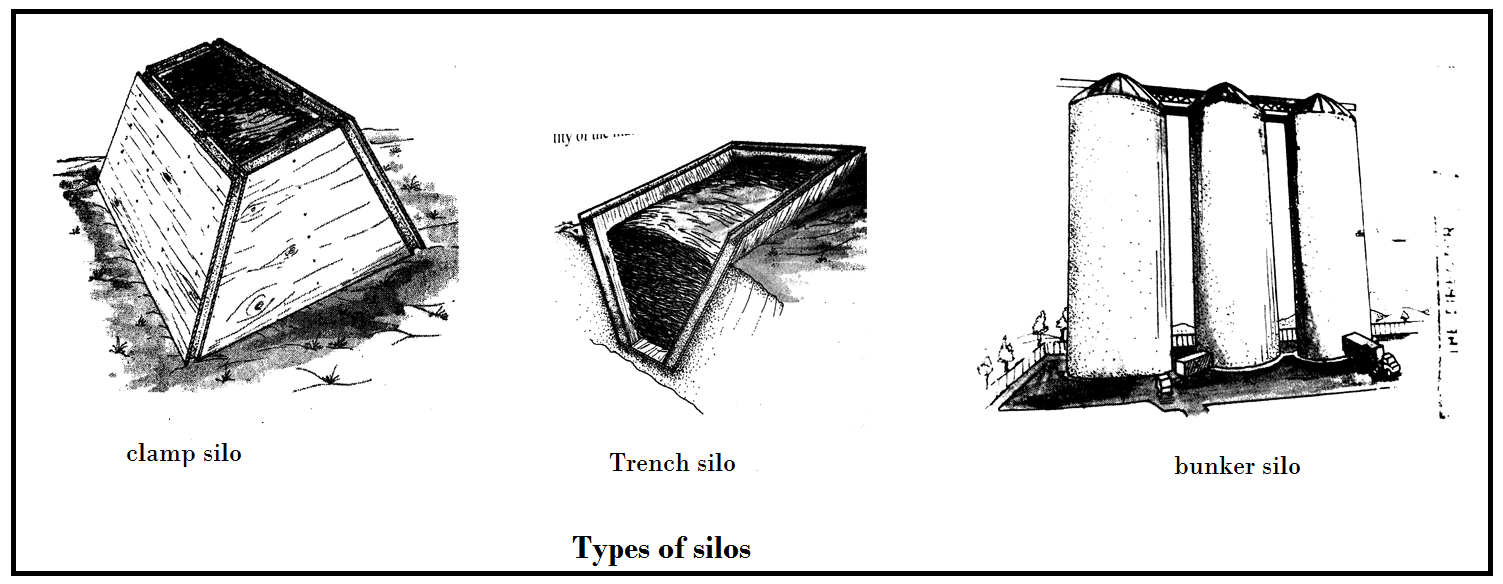 clamp silo
Trench silo
bunker silo
Types of silos